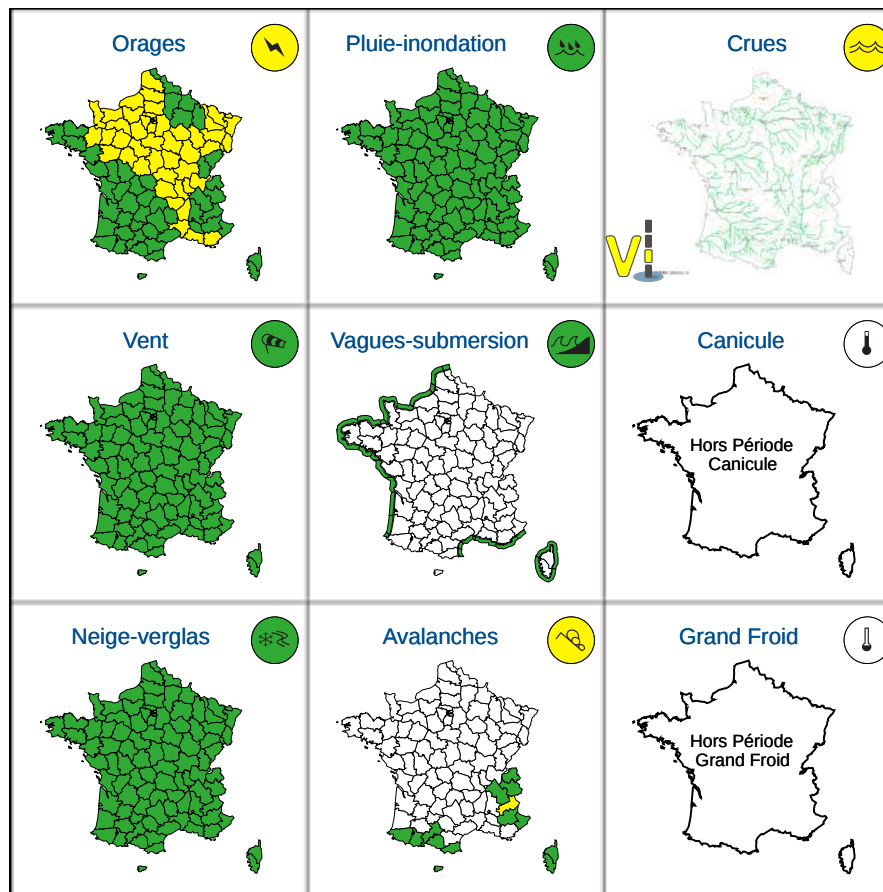 Orages
Pluie-inondation
Crues
Vi
Vent
Vagues-submersion
Canicule
Hors Période
Canicule
Neige-verglas
Avalanches
Grand Froid
Hors Période
Grand Froid